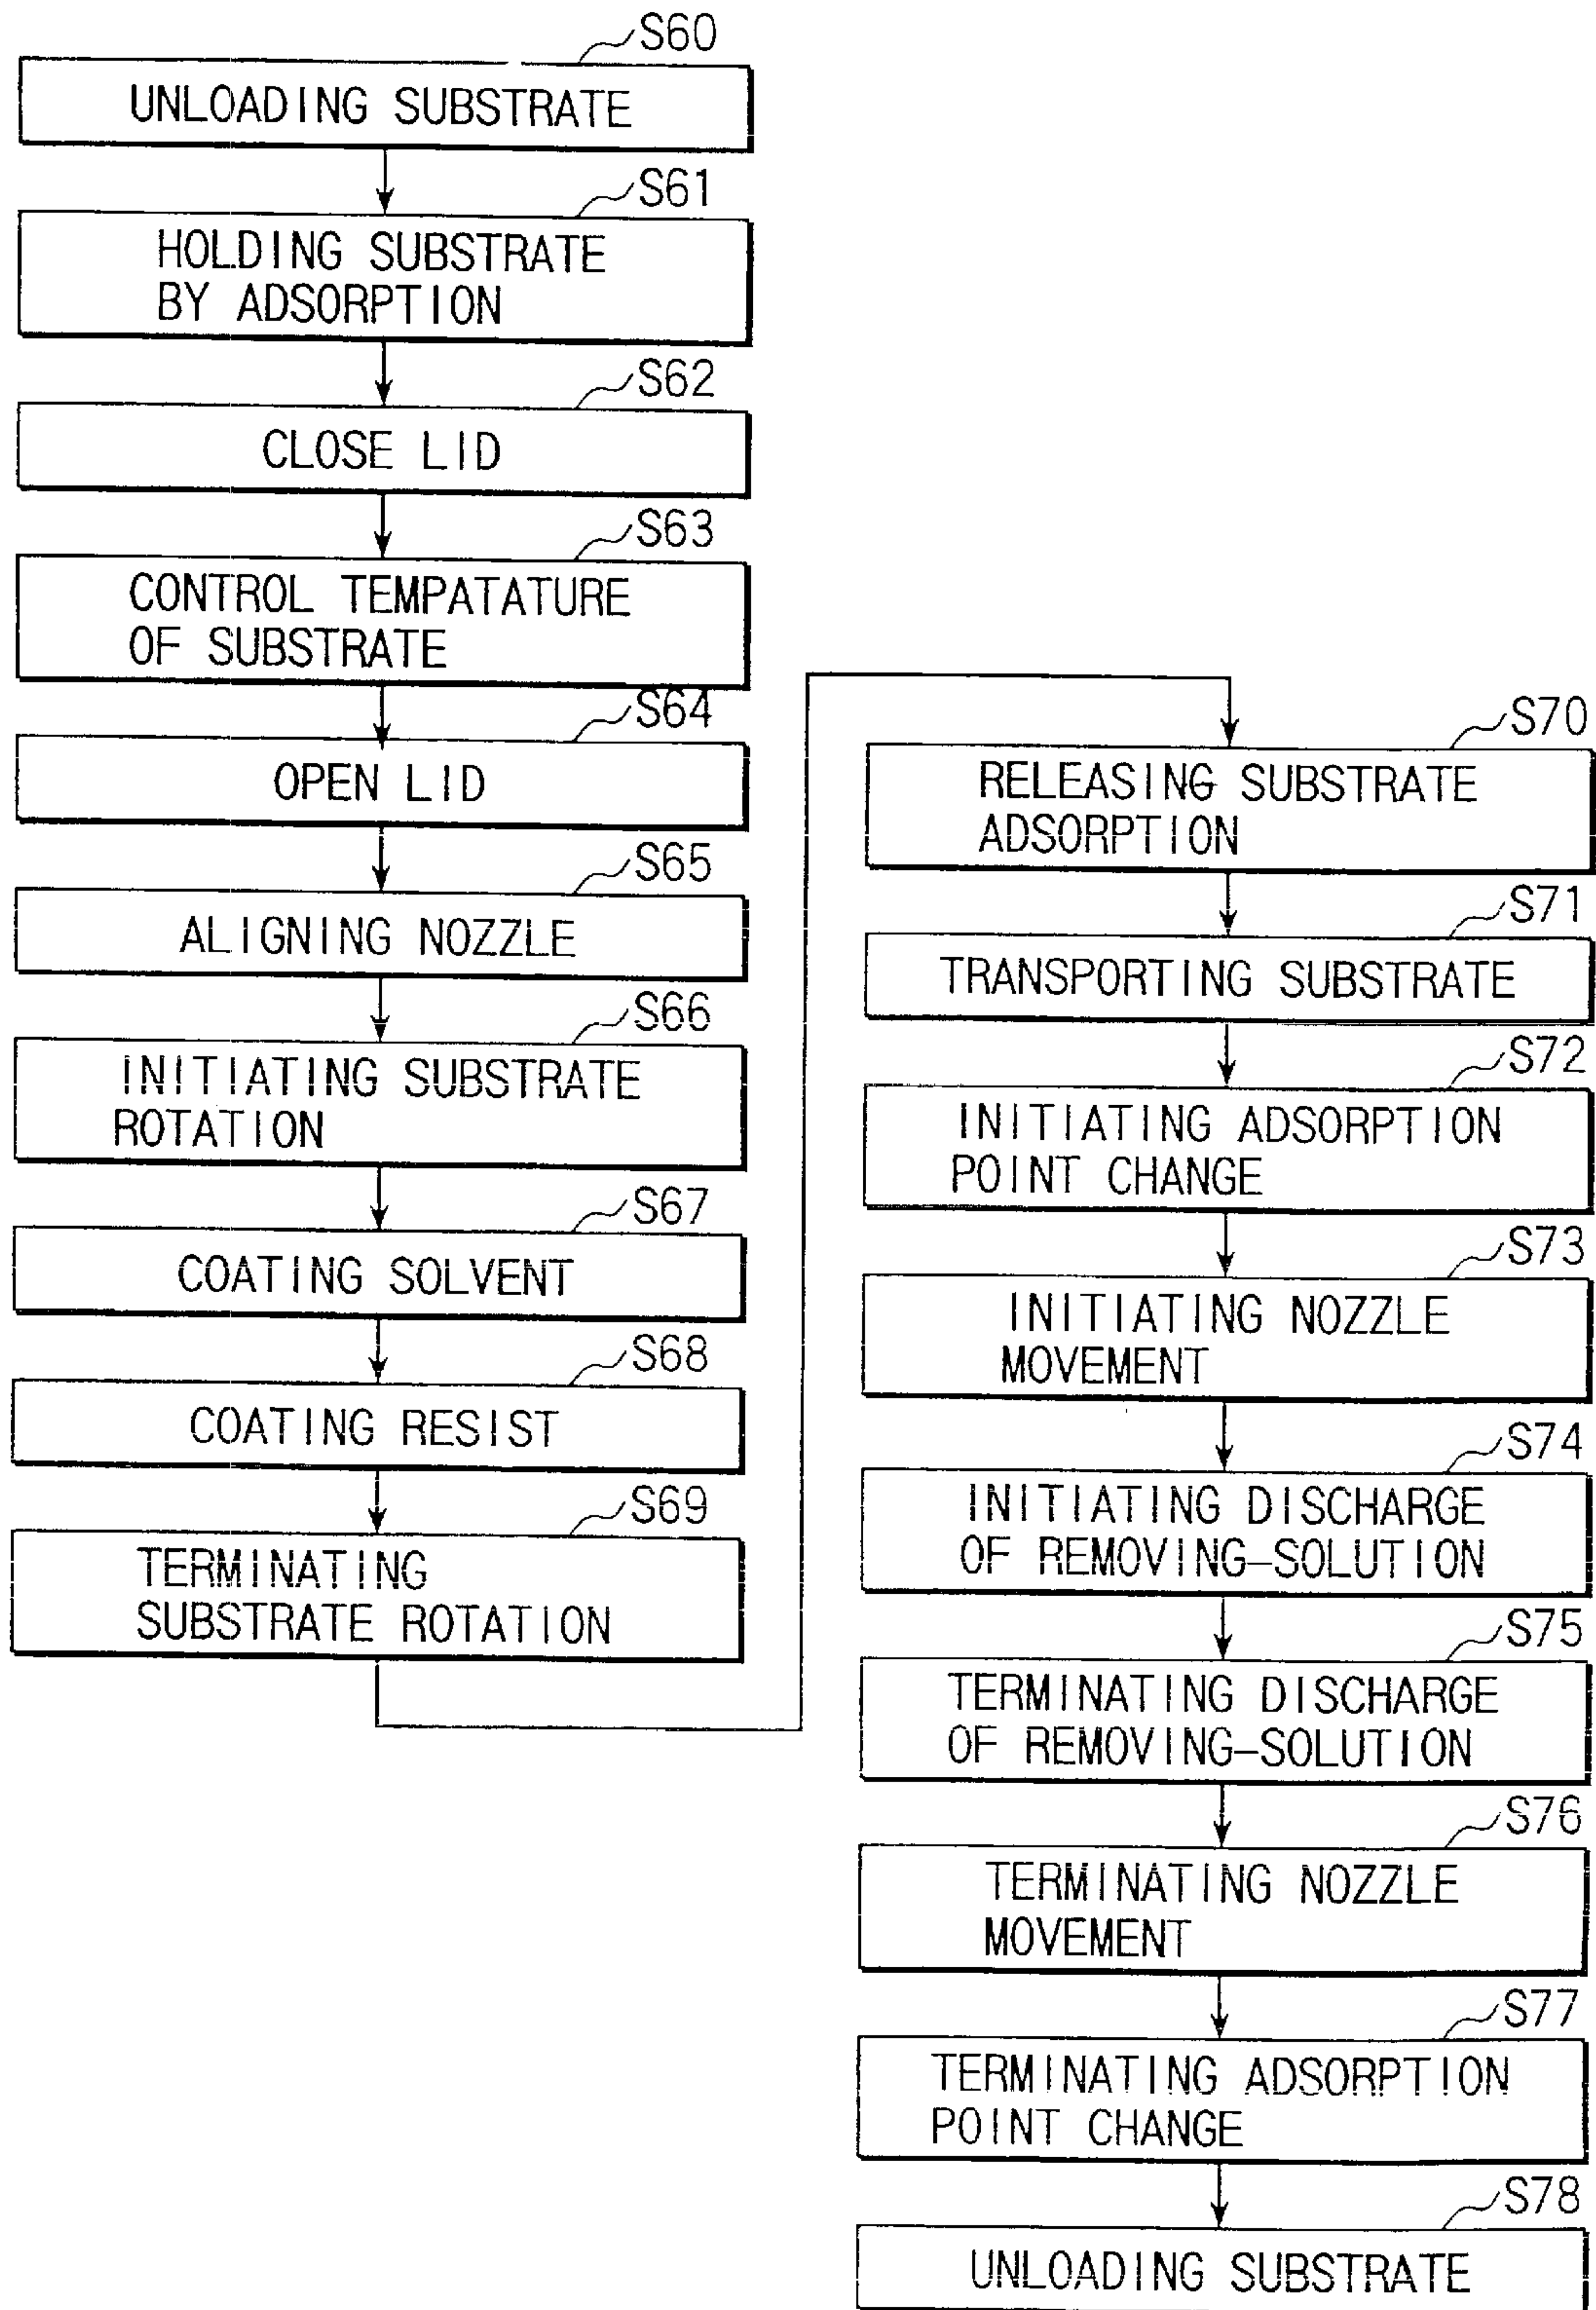 S60
UNLOADING SUBSTRATE
S61
HOLDING SUBSTRATE
BY ADSORPTION
S62
CLOSE LID
S63
CONTROL TEMPATATURE
OF SUBSTRATE
S64
OPEN LID
S65
ALIGNING NOZZLE
S66
INITIATING SUBSTRATE
ROTATION
S67
COATING SOLVENT
S68
COATING RESIST
S69
TERMINATING
SUBSTRATE ROTATION
S70
RELEASING SUBSTRATE
ADSORPTION
S71
TRANSPORTING SUBSTRATE
S72
INITIATING ADSORPTION
POINT CHANGE
S73
INITIATING NOZZLE
MOVEMENT
S74
INITIATING DISCHARGE
OF REMOVING-SOLUTION
S75
TERMINATING DISCHARGE
OF REMOVING-SOLUTION
S76
TERMINATING NOZZLE
MOVEMENT
S77
TERMINATING ADSORPTION
POINT CHANGE
S78
UNLOADING SUBSTRATE